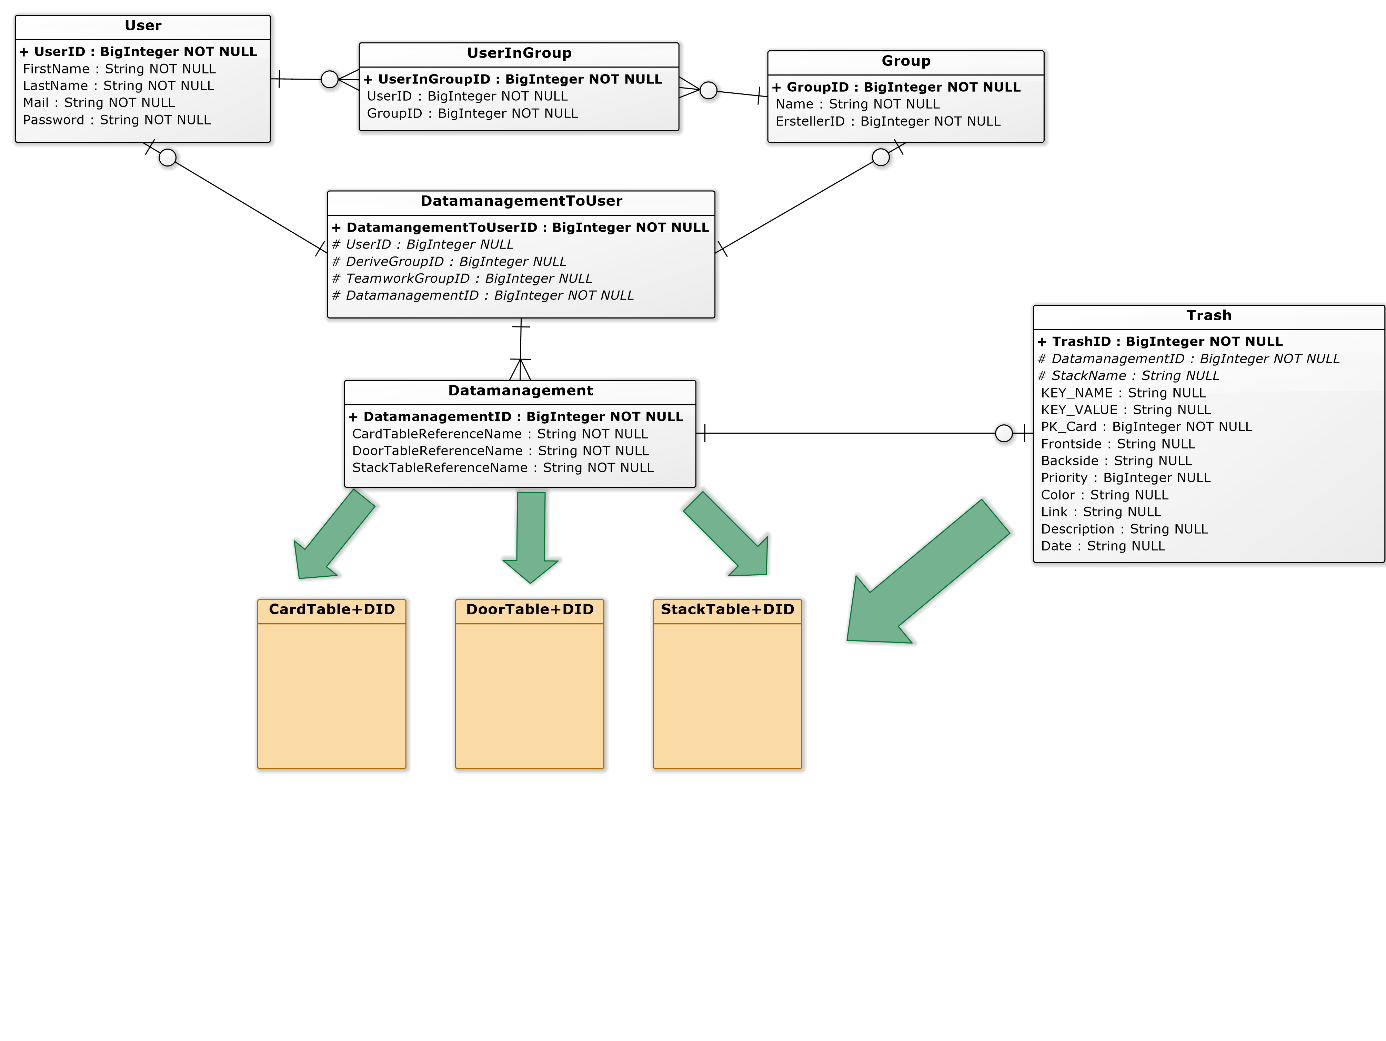 User
+ UserID : BigInteger NOT NULL
FirstName : String NOT NULL
LastName : String NOT NULL
Mail : String NOT NULL
Password : String NOT NULL
UserInGroup
+ UserInGroupID : BigInteger NOT NULL
UserID : BigInteger NOT NULL
GroupID : BigInteger NOT NULL
Group
+ GroupID : BigInteger NOT NULL
Name : String NOT NULL
ErstellerID : BigInteger NOT NULL
DatamanagementToUser
+ DatamangementToUserID : BigInteger NOT NULL
# UserID : BigInteger NULL
# DeriveGroupID : BigInteger NULL
# TeamworkGroupID : BigInteger NULL
# DatamanagementID : BigInteger NOT NULL
Datamanagement
+ DatamanagementID : BigInteger NOT NULL
CardTableReferenceName : String NOT NULL
DoorTableReferenceName : String NOT NULL
StackTableReferenceName : String NOT NULL
Trash
+ TrashID : BigInteger NOT NULL
# DatamanagementID : BigInteger NOT NULL
# StackName : String NULL
KEY_NAME : String NULL
KEY_VALUE : String NULL
PK_Card : BigInteger NOT NULL
Frontside : String NULL
Backside : String NULL
Priority : BigInteger NULL
Color : String NULL
Link : String NULL
Description : String NULL
Date : String NULL
CardTable+DID
DoorTable+DID
StackTable+DID